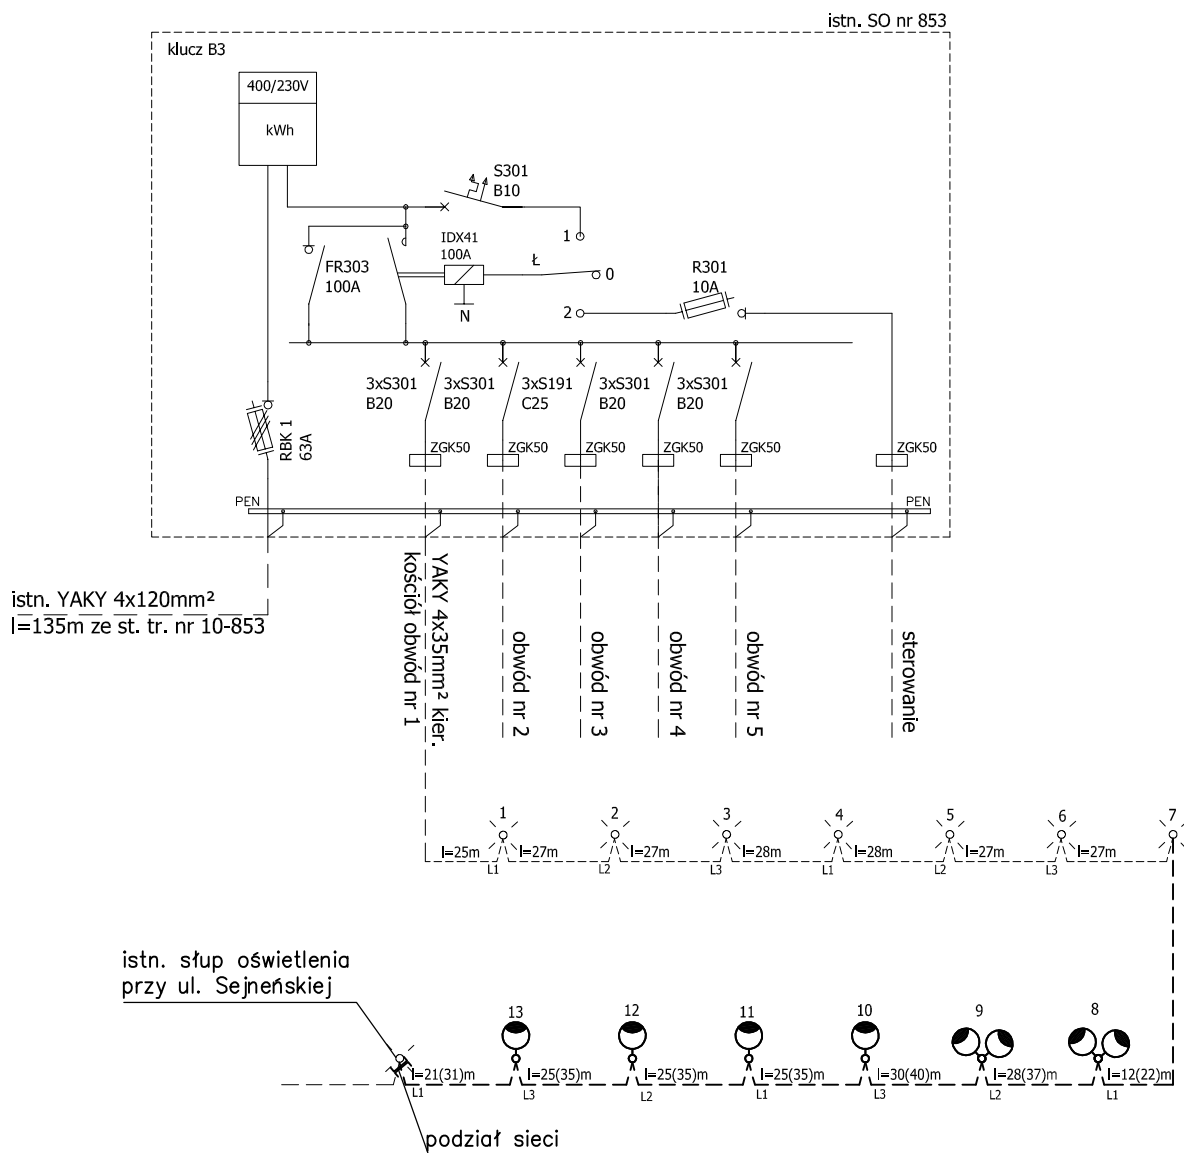 istn. SO nr 853
klucz B3
400/230V
kWh
S301
B10
1
IDX41
100A
Ł
0
FR303
100A
N
R301
10A
2
3xS301
B20
3xS301
B20
3xS191
C25
3xS301
B20
3xS301
B20
RBK 1
63A
ZGK50
ZGK50
ZGK50
ZGK50
ZGK50
ZGK50
PEN
PEN
istn. YAKY 4x120mm²
l=135m ze st. tr. nr 10-853
YAKY 4x35mm² kier.
kościół obwód nr 1
obwód nr 2
obwód nr 3
obwód nr 4
obwód nr 5
sterowanie
1
2
3
4
5
6
7
l=25m
l=27m
l=27m
l=28m
l=28m
l=27m
l=27m
L1
L2
L3
L1
L2
L3
istn. słup oświetlenia
przy ul. Sejneńskiej
13
12
11
10
9
8
l=21(31)m
l=25(35)m
l=25(35)m
l=25(35)m
l=30(40)m
l=28(37)m
l=12(22)m
L1
L3
L2
L1
L3
L2
L1
podział sieci